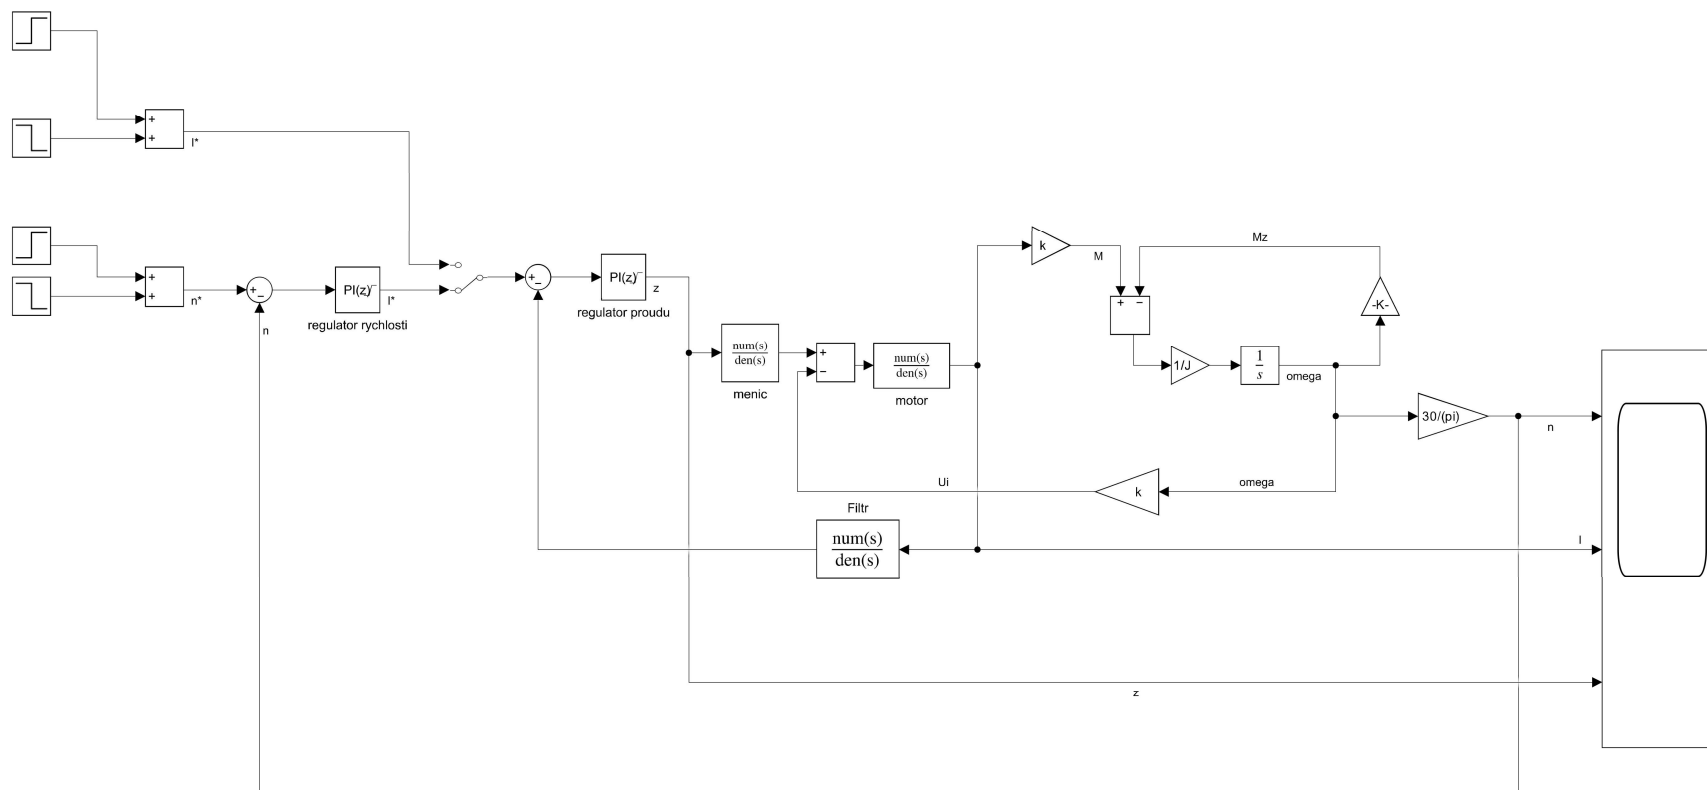 +
+
I*
+
+
n*
+
−
n
PI(z)
I*
regulator rychlosti
+
−
PI(z)
z
regulator proudu
num(s)
den(s)
menic
+
−
num(s)
den(s)
motor
k
M
Mz
+ −
-K-
1/J
1
s
omega
30/(pi)
n
Ui
k
omega
Filtr
num(s)
den(s)
I
z